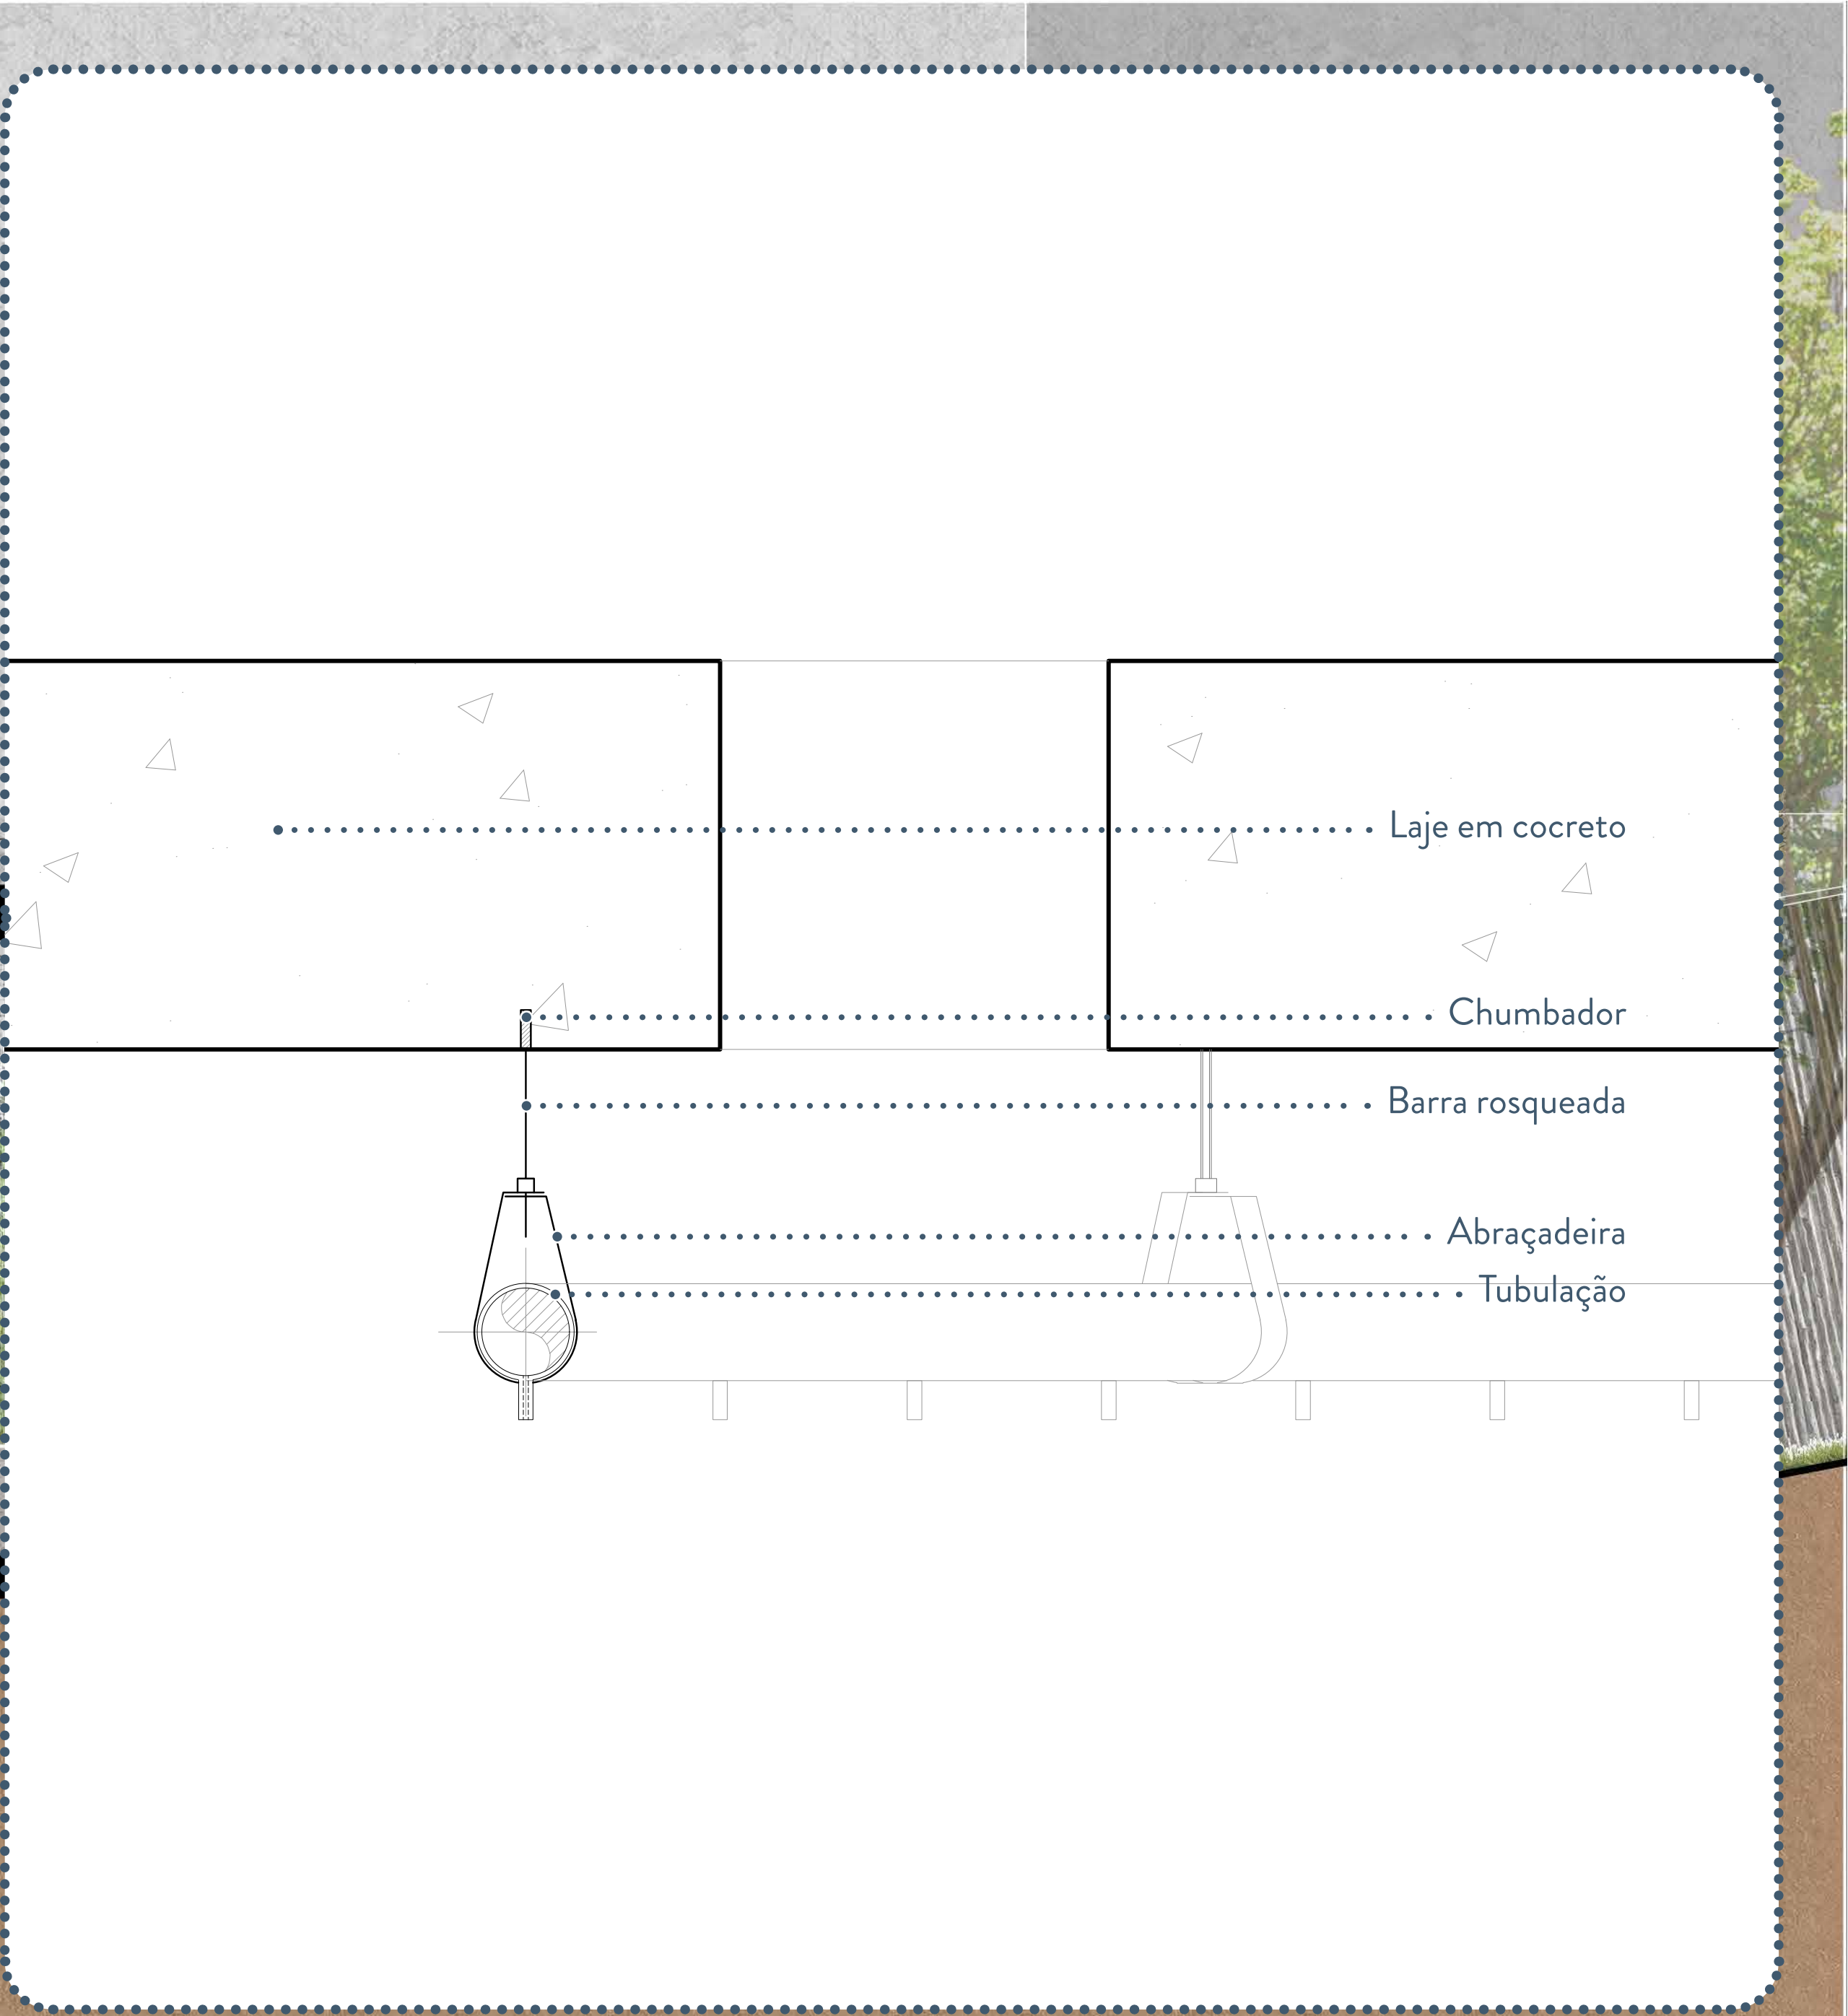 Laje em cocreto
Chumbador
Barra rosqueada
Abraçadeira
Tubulação